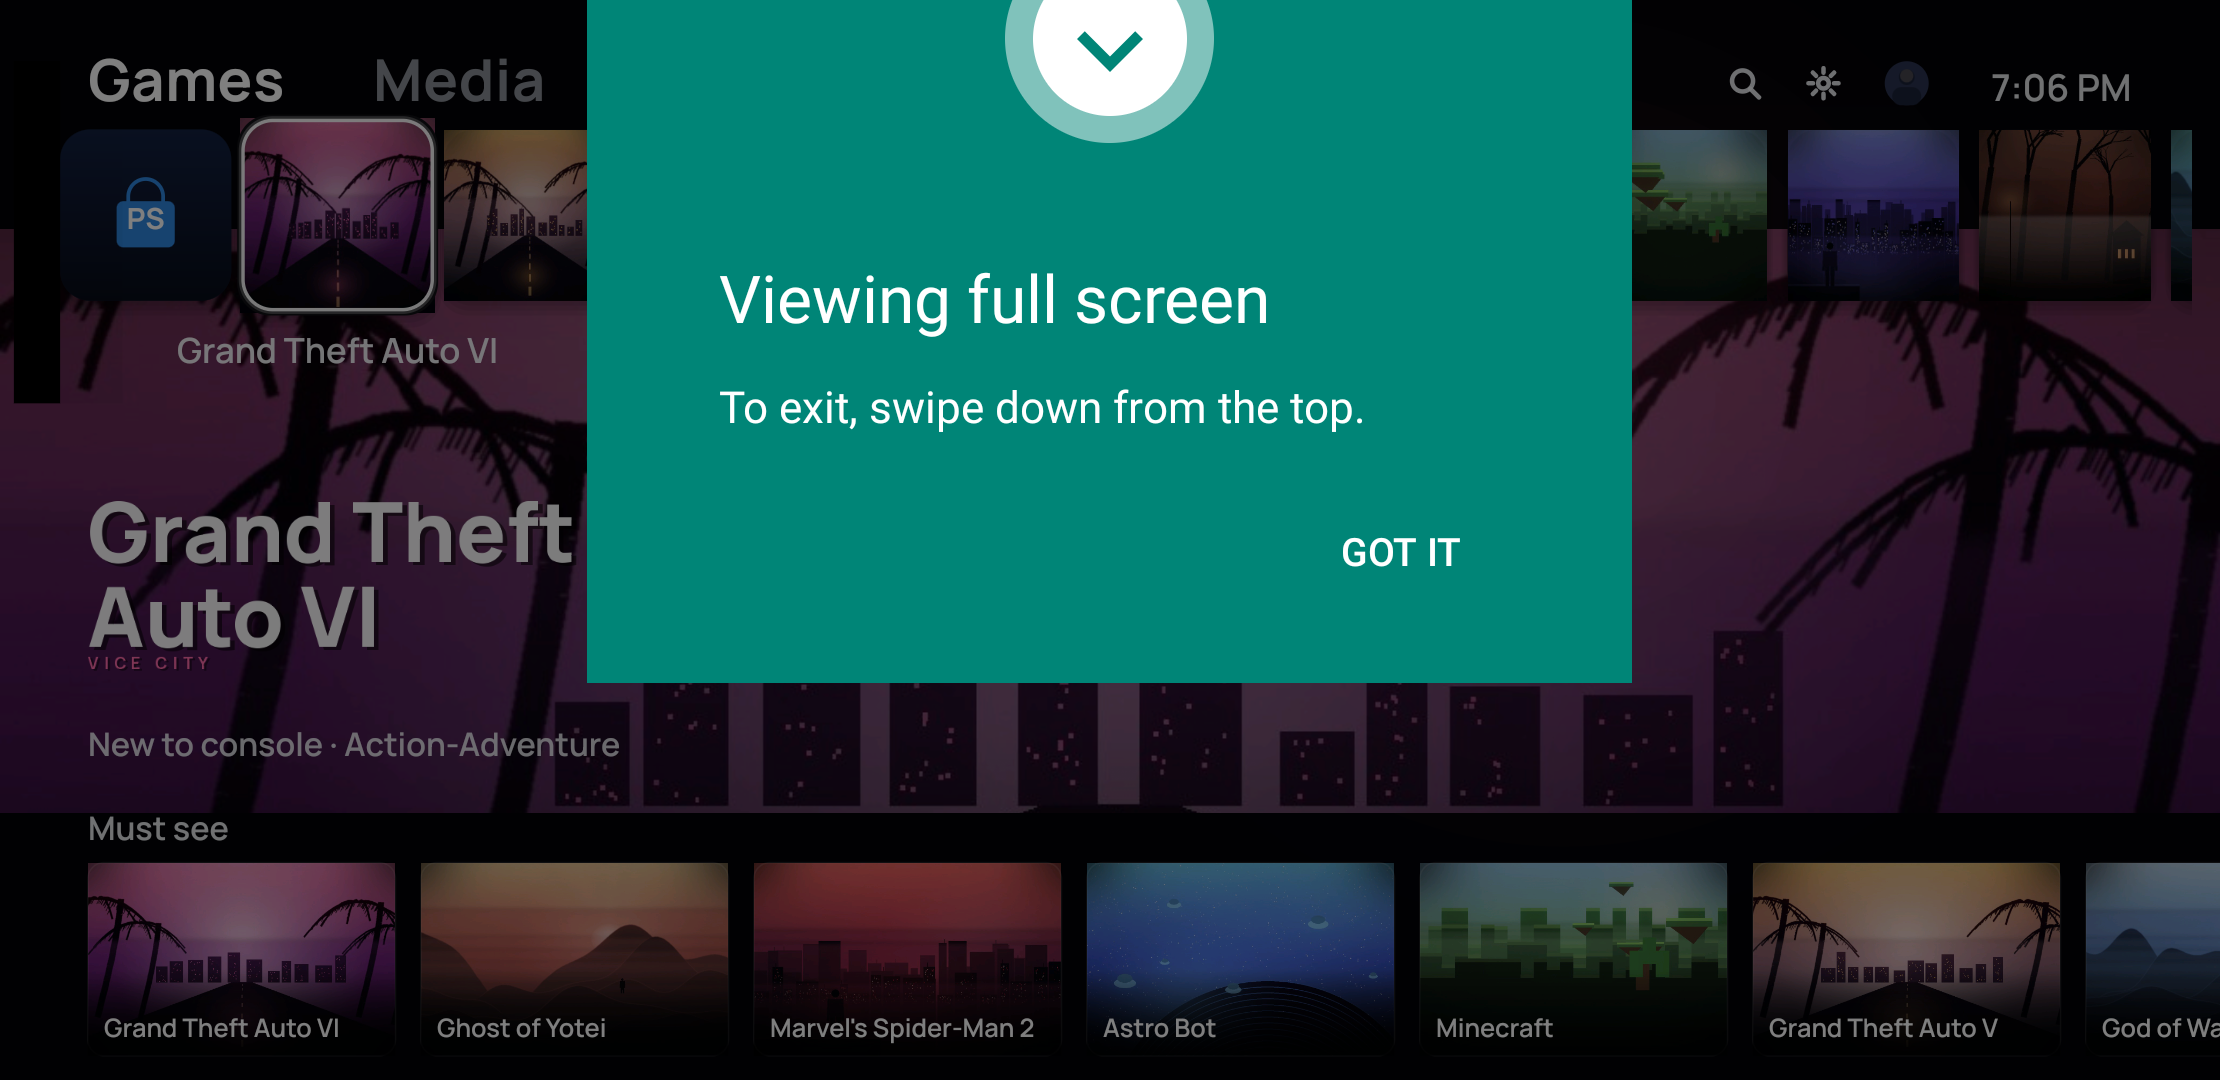 Games
Media
7:06 PM
PS
Grand Theft Auto VI
Viewing full screen
To exit, swipe down from the top.
GOT IT
Grand Theft
Auto VI
VICE CITY
New to console · Action-Adventure
Must see
Grand Theft Auto VI
Ghost of Yotei
Marvel's Spider-Man 2
Astro Bot
Minecraft
Grand Theft Auto V
God of Wa